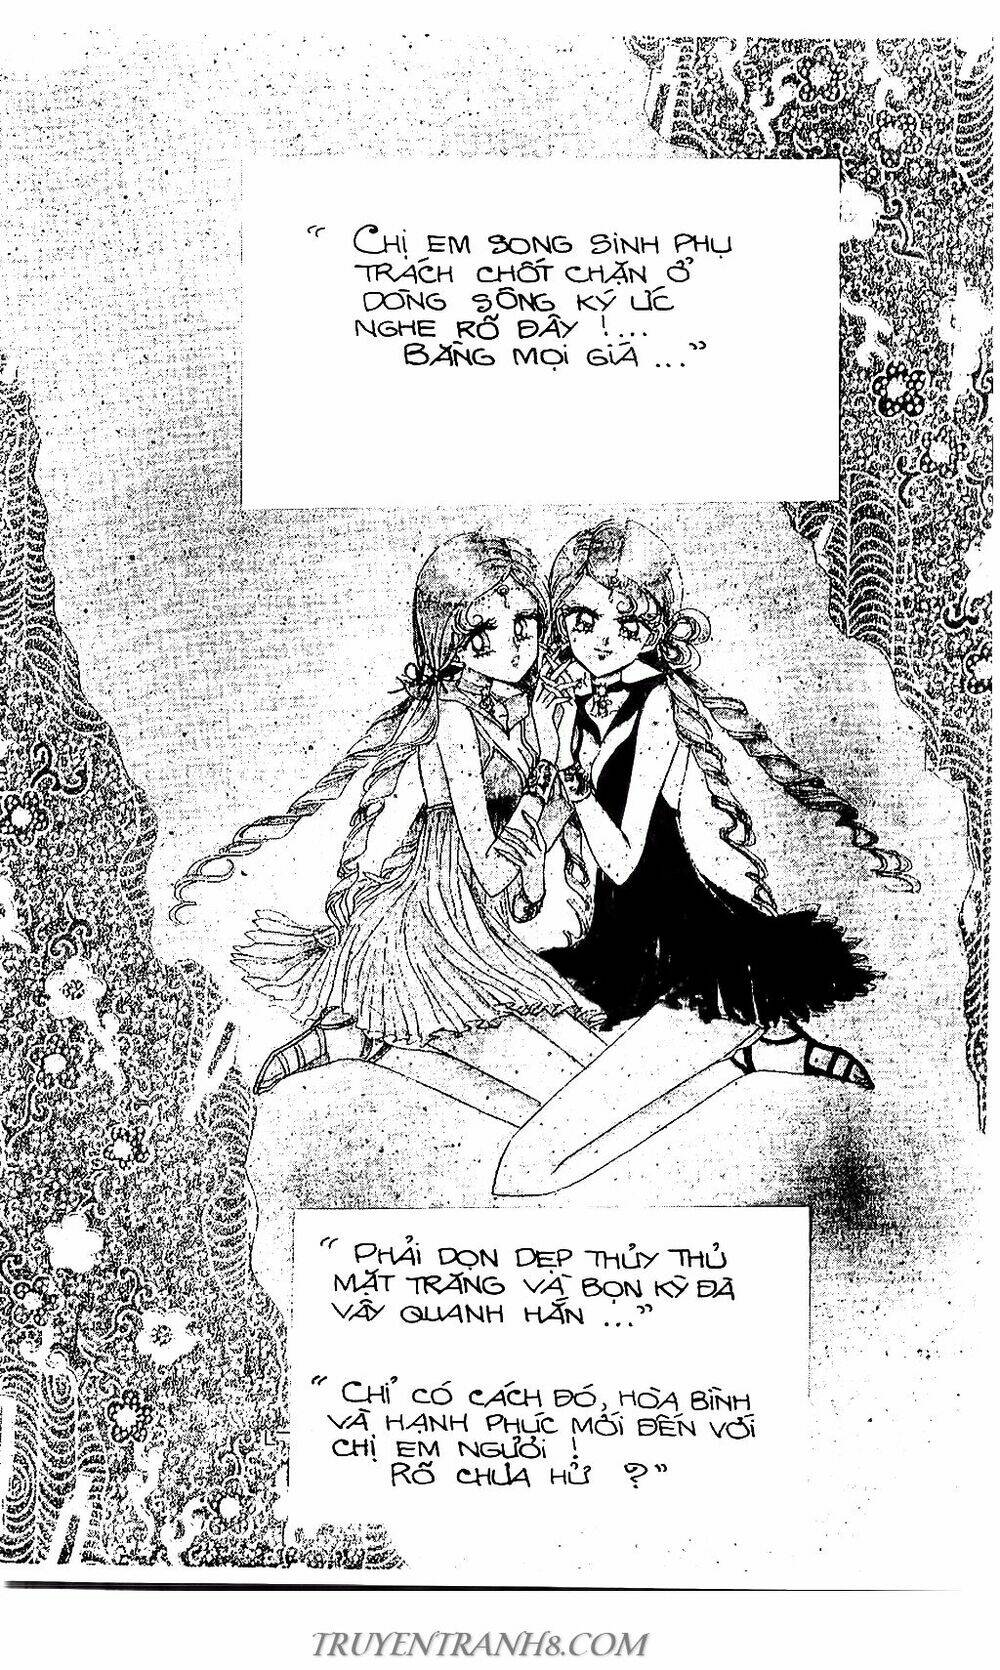 “ CHỊ EM SONG SINH PHỤ
TRÁCH CHỐT CHẶN Ở
DÒNG SÔNG KÝ ỨC
NGHE RÕ ĐÂY !...
BẰNG MỌI GIÁ ...”
“ PHẢI DỌN DẸP THỦY THỦ
MẶT TRĂNG VÀ BỌN KỲ ĐÀ
VÂY QUANH HẮN ...”
“ CHỈ CÓ CÁCH ĐÓ, HÒA BÌNH
VÀ HẠNH PHÚC MỚI ĐẾN VỚI
CHỊ EM NGƯƠI !
RÕ CHƯA HỬ ?”
TRUYENTRANH8.COM